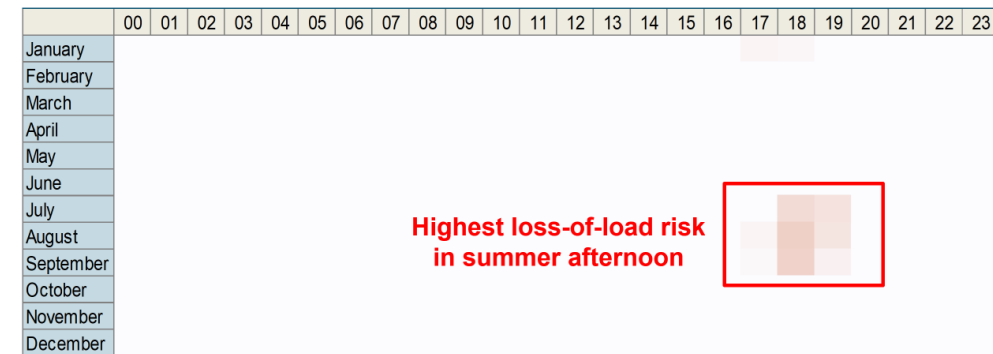 00 01 02 03 04 05 06 07 08 09 10 11 12 13 14 15 16 17 18 19 20 21 22 23
January
February
March
April
May
June
July
August
September
October
November
December
Highest loss-of-load risk
in summer afternoon